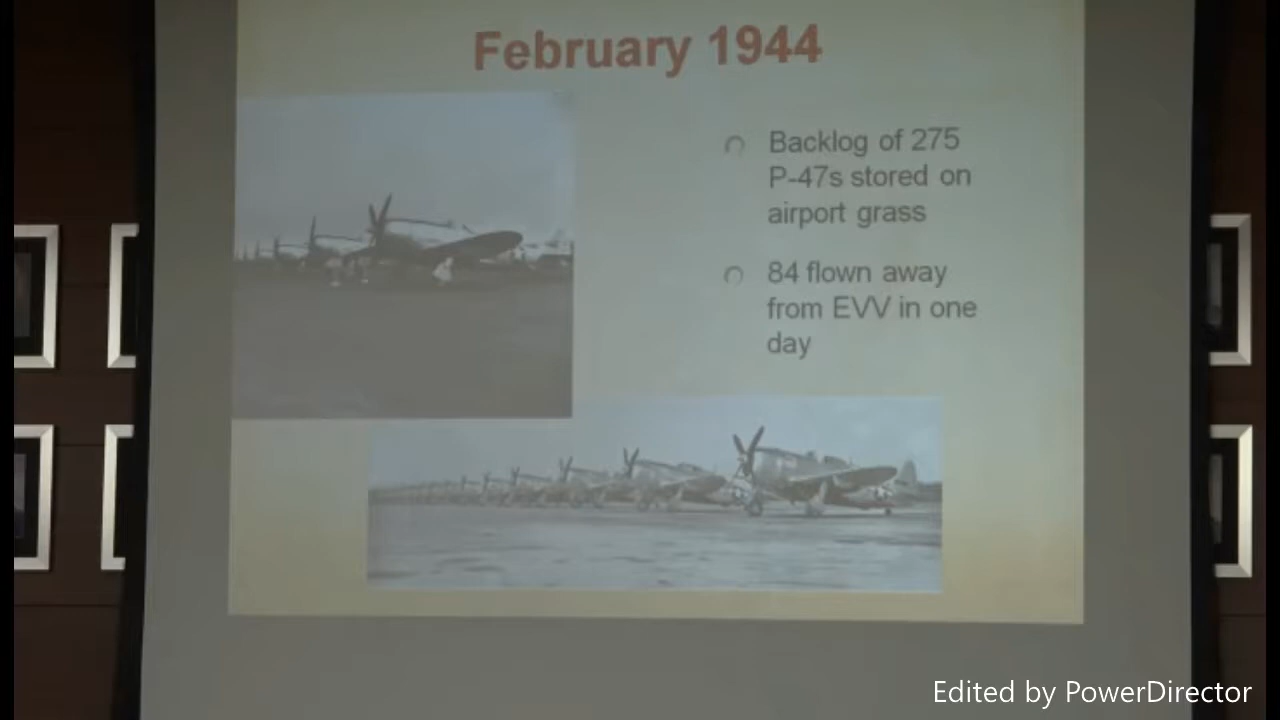 February 1944
Backlog of 275
P-47s stored on
airport grass
84 flown away
from EVV in one
day
Edited by PowerDirector